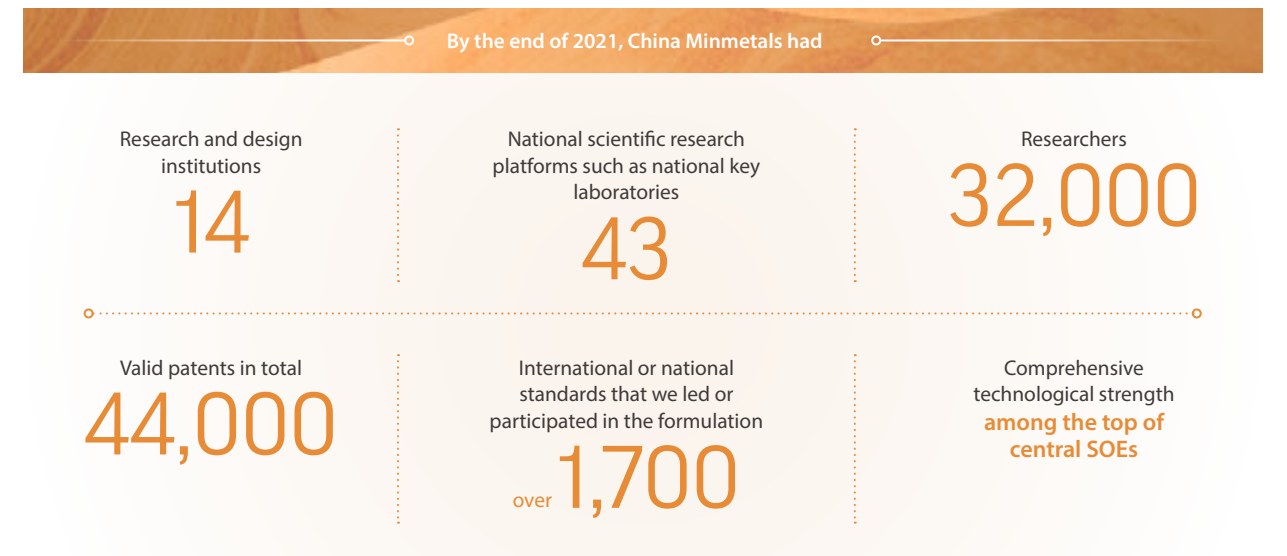 By the end of 2021, China Minmetals had
Research and design
institutions
14
National scientific research
platforms such as national key
laboratories
43
Researchers
32,000
Valid patents in total
44,000
International or national
standards that we led or
participated in the formulation
over 1,700
Comprehensive
technological strength
among the top of
central SOEs